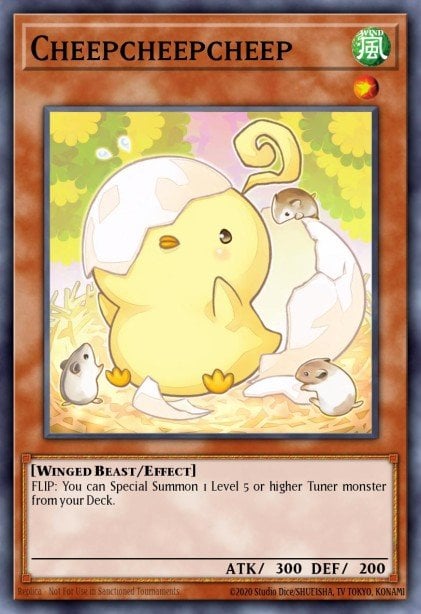 Cheepcheepcheep
WIND
風
[Winged Beast/Effect]
FLIP: You can Special Summon 1 Level 5 or higher Tuner monster
from your Deck.
ATK/ 300 DEF/ 200
Replica - Not For Use in Sanctioned Tournaments.
©2020 Studio Dice/SHUEISHA, TV TOKYO, KONAMI